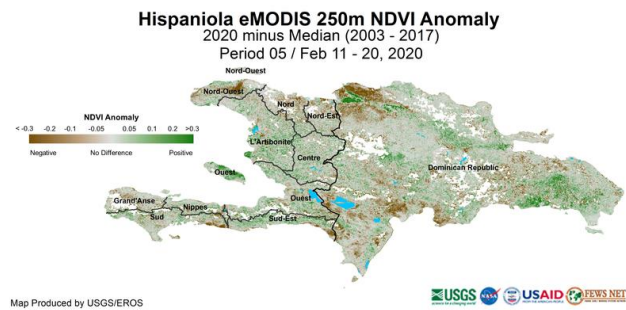 Hispaniola eMODIS 250m NDVI Anomaly
2020 minus Median (2003 - 2017)
Period 05 / Feb 11 - 20, 2020
Nord-Ouest
Nord-Ouest
Nord
Nord-Est
NDVI Anomaly
< -0.3 -0.2 -0.1 -0.05 0.05 0.1 0.2 >0.3
Negative No Difference Positive
L'Artibonite
Centre
Dominican Republic
Ouest
Ouest
Grand'Anse
Nippes
Sud
Sud-Est
Map Produced by USGS/EROS
USGS
NASA
USAID
FEWS NET